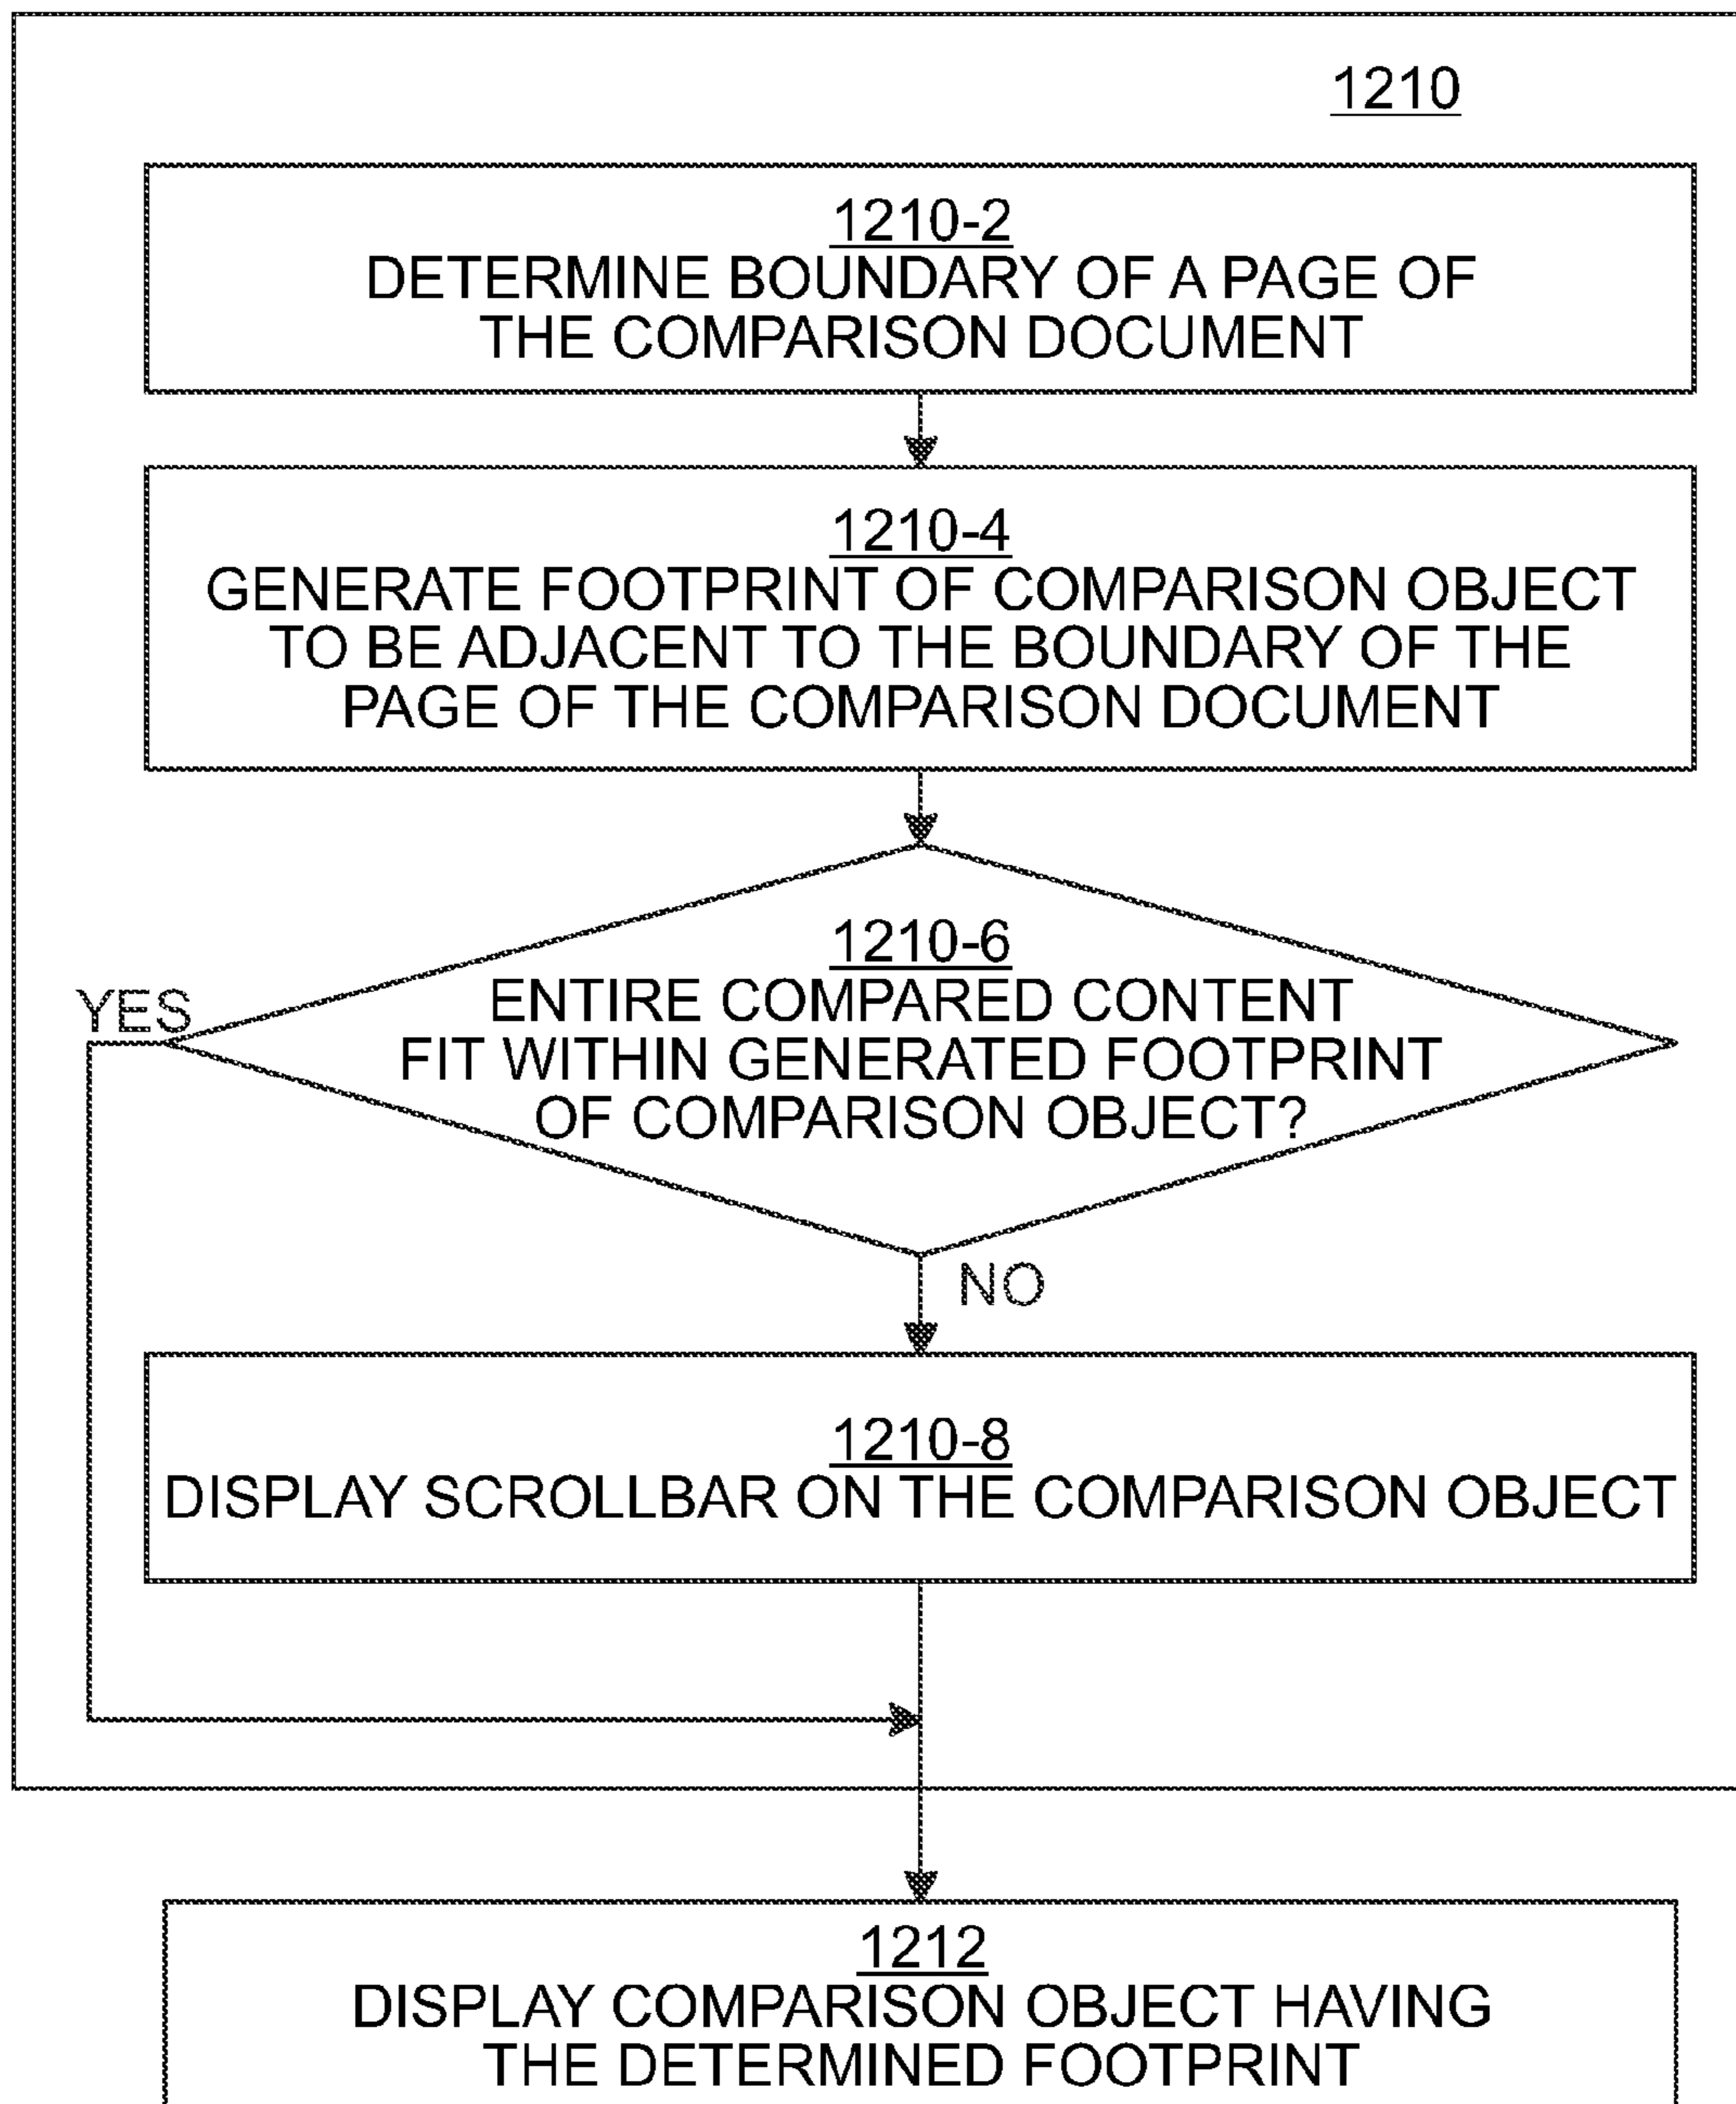 1210
1210-2
DETERMINE BOUNDARY OF A PAGE OF
THE COMPARISON DOCUMENT
1210-4
GENERATE FOOTPRINT OF COMPARISON OBJECT
TO BE ADJACENT TO THE BOUNDARY OF THE
PAGE OF THE COMPARISON DOCUMENT
1210-6
ENTIRE COMPARED CONTENT
FIT WITHIN GENERATED FOOTPRINT
OF COMPARISON OBJECT?
YES
NO
1210-8
DISPLAY SCROLLBAR ON THE COMPARISON OBJECT
1212
DISPLAY COMPARISON OBJECT HAVING
THE DETERMINED FOOTPRINT